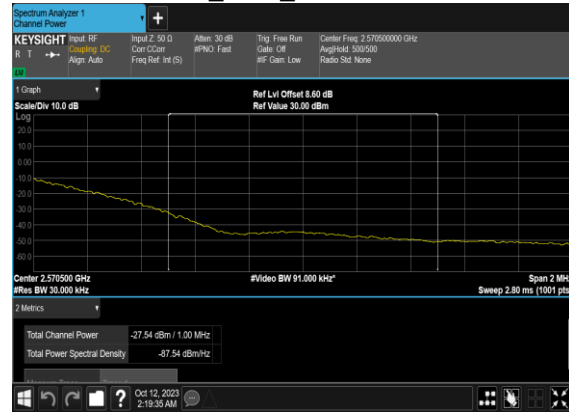 Spectrum Analyzer 1
Channel Power
+
KEYSIGHT Input: RF Input Z: 50 Ω Atten: 30 dB Trig: Free Run Center Freq: 2.570500000 GHz
R T Coupling: DC Corr CCorr #PNO: Fast Gate: Off Avg|Hold: 500/500
Align: Auto Freq Ref: Int (S) #IF Gain: Low Radio Std: None
1 Graph
Ref Lvl Offset 8.60 dB
Scale/Div 10.0 dB Ref Value 30.00 dBm
Log
20.0
10.0
0.00
-10.0
-20.0
-30.0
-40.0
-50.0
-60.0
Center 2.570500 GHz #Video BW 91.000 kHz* Span 2 MHz
#Res BW 30.000 kHz Sweep 2.80 ms (1001 pts
2 Metrics
Total Channel Power -27.54 dBm / 1.00 MHz
Total Power Spectral Density -87.54 dBm/Hz
?
Oct 12, 2023
2:19:35 AM